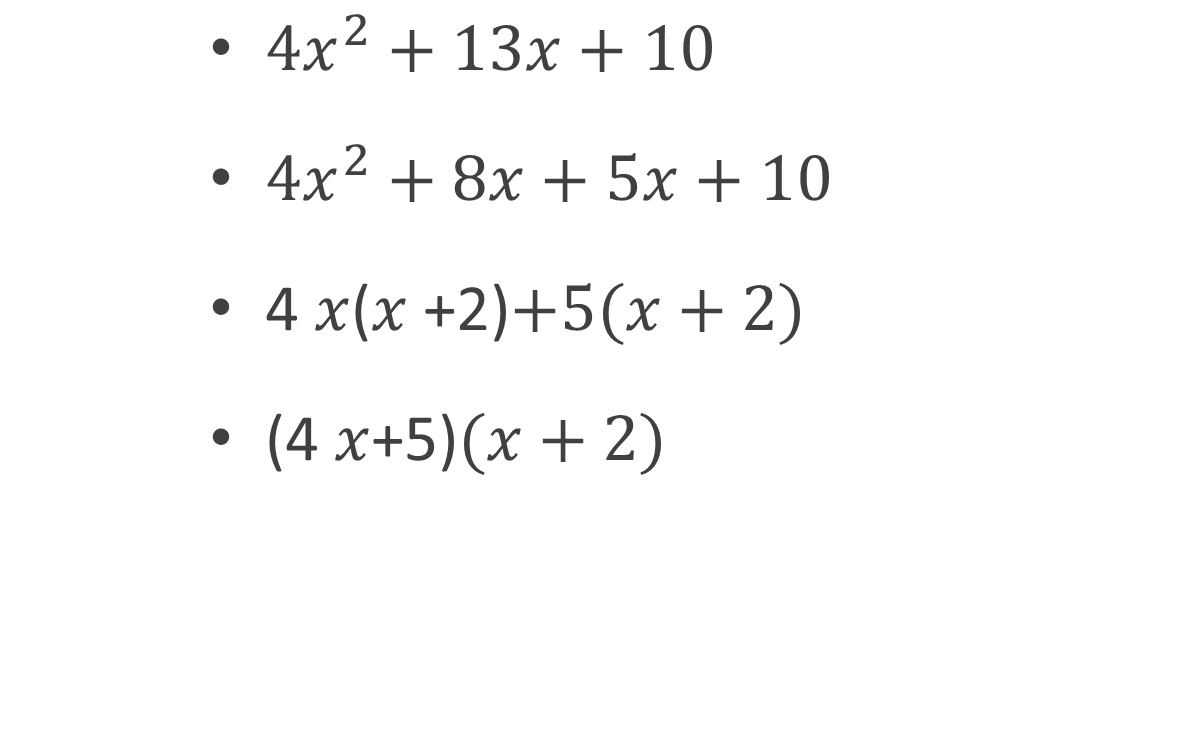 • 4x² + 13x + 10
• 4x² + 8x + 5x + 10
• 4 x(x +2)+5(x + 2)
• (4 x+5)(x + 2)